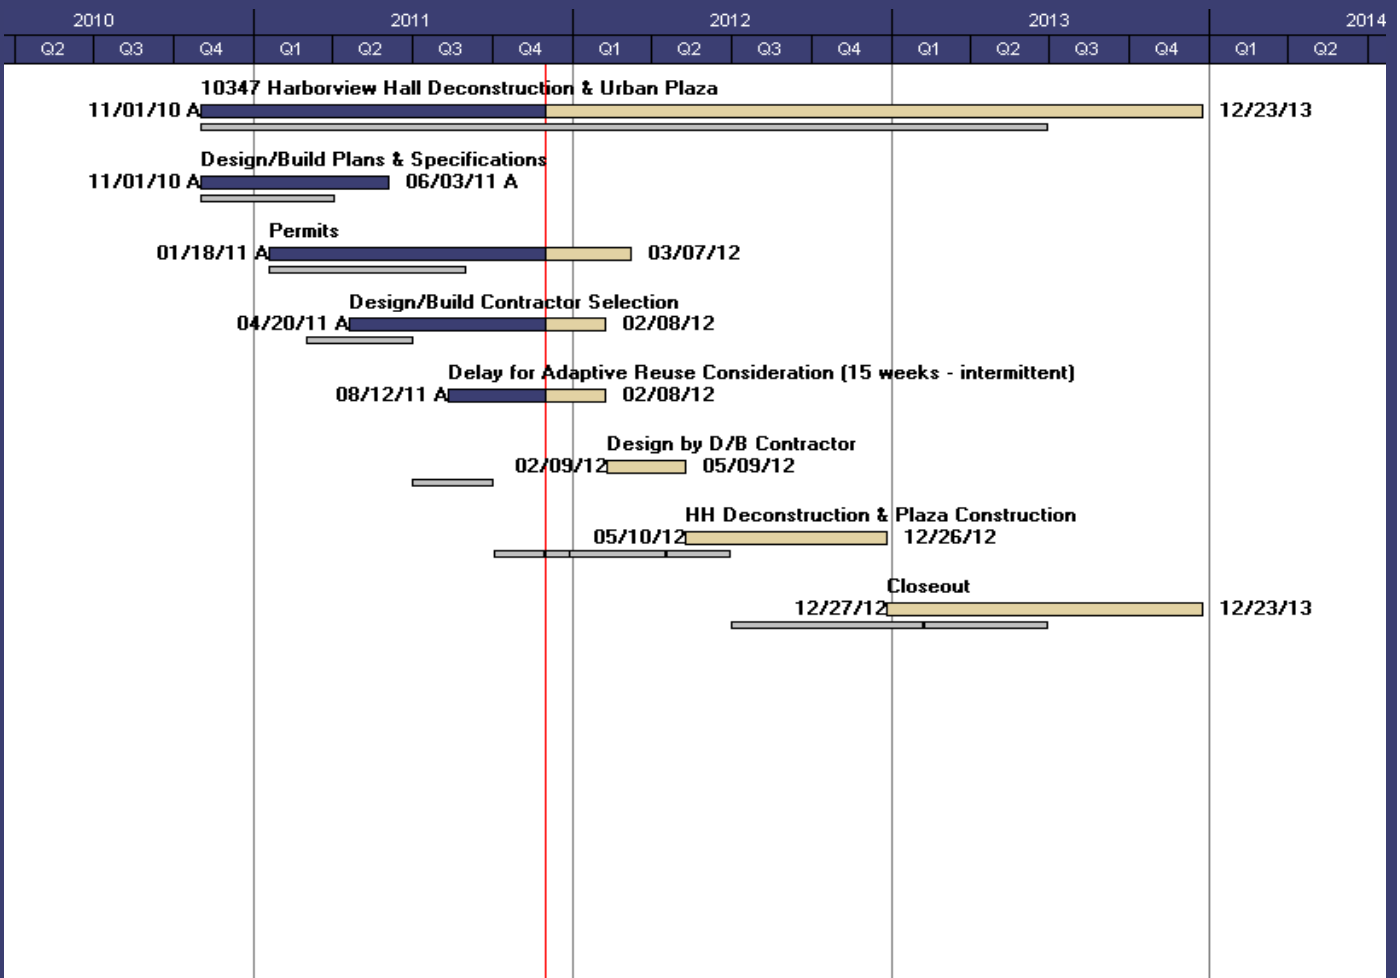 2010 2011 2012 2013 2014
Q2 Q3 Q4 Q1 Q2 Q3 Q4 Q1 Q2 Q3 Q4 Q1 Q2 Q3 Q4 Q1 Q2
10347 Harborview Hall Deconstruction & Urban Plaza
11/01/10 A 12/23/13
Design/Build Plans & Specifications
11/01/10 A 06/03/11 A
Permits
01/18/11 A 03/07/12
Design/Build Contractor Selection
04/20/11 A 02/08/12
Delay for Adaptive Reuse Consideration (15 weeks - intermittent)
08/12/11 A 02/08/12
Design by D/B Contractor
02/09/12 05/09/12
HH Deconstruction & Plaza Construction
05/10/12 12/26/12
Closeout
12/27/12 12/23/13